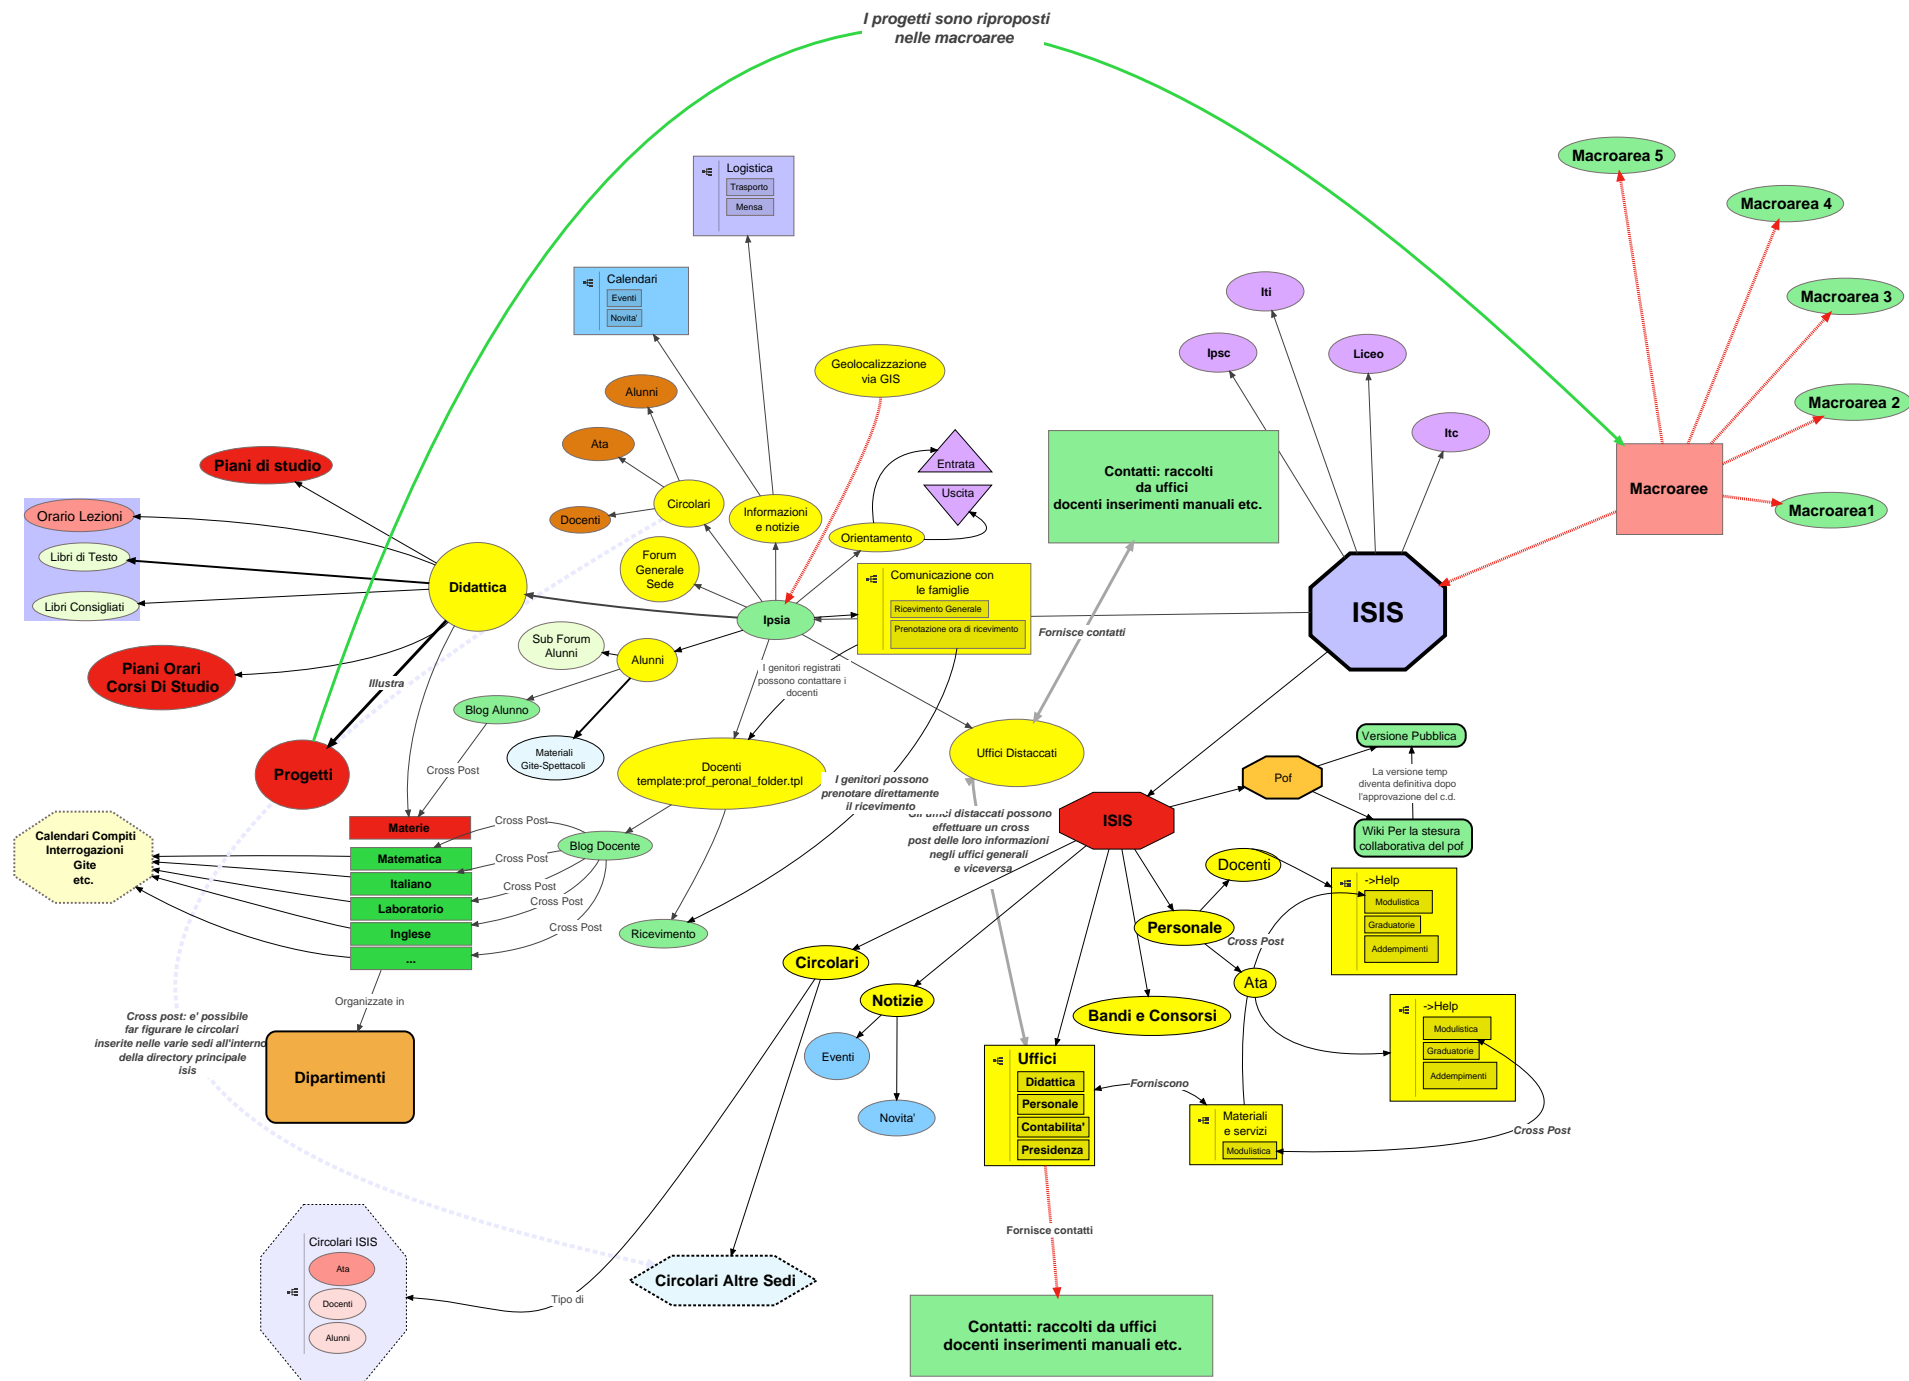 I progetti sono riproposti
nelle macroaree
Macroarea 5
Macroarea 4
Macroarea 3
Macroarea 2
Macroarea1
Macroaree
Logistica
Trasporto
Mensa
Calendari
Eventi
Novita'
Geolocalizzazione
via GIS
Iti
Ipsc
Liceo
Itc
Alunni
Ata
Docenti
Circolari
Informazioni
e notizie
Entrata
Uscita
Orientamento
Contatti: raccolti
da uffici
docenti inserimenti manuali etc.
Piani di studio
Orario Lezioni
Libri di Testo
Libri Consigliati
Didattica
Forum
Generale
Sede
Ipsia
Comunicazione con
le famiglie
Ricevimento Generale
Prenotazione ora di ricevimento
Fornisce contatti
ISIS
Piani Orari
Corsi Di Studio
Illustra
Sub Forum
Alunni
Alunni
I genitori registrati
possono contattare i
docenti
Blog Alunno
Materiali
Gite-Spettacoli
Cross Post
Progetti
Docenti
template:prof_peronal_folder.tpl
Uffici Distaccati
I genitori possono
prenotare direttamente
il ricevimento
Gli uffici distaccati possono
effettuare un cross
post delle loro informazioni
negli uffici generali
e viceversa
Versione Pubblica
Pof
La versione temp
diventa definitiva dopo
l'approvazione del c.d.
Wiki Per la stesura
collaborativa del pof
ISIS
Calendari Compiti
Interrogazioni
Gite
etc.
Materie
Matematica
Italiano
Laboratorio
Inglese
...
Cross Post
Cross Post
Cross Post
Cross Post
Cross Post
Blog Docente
Ricevimento
Organizzate in
Dipartimenti
Cross post: e' possibile
far figurare le circolari
inserite nelle varie sedi all'interno
della directory principale
isis
Docenti
->Help
Modulistica
Graduatorie
Addempimenti
Personale
Cross Post
Ata
Circolari
Notizie
Bandi e Consorsi
Eventi
Novita'
->Help
Modulistica
Graduatorie
Addempimenti
Uffici
Didattica
Personale
Contabilita'
Presidenza
Forniscono
Materiali
e servizi
Modulistica
Cross Post
Fornisce contatti
Circolari ISIS
Ata
Docenti
Alunni
Tipo di
Circolari Altre Sedi
Contatti: raccolti da uffici
docenti inserimenti manuali etc.